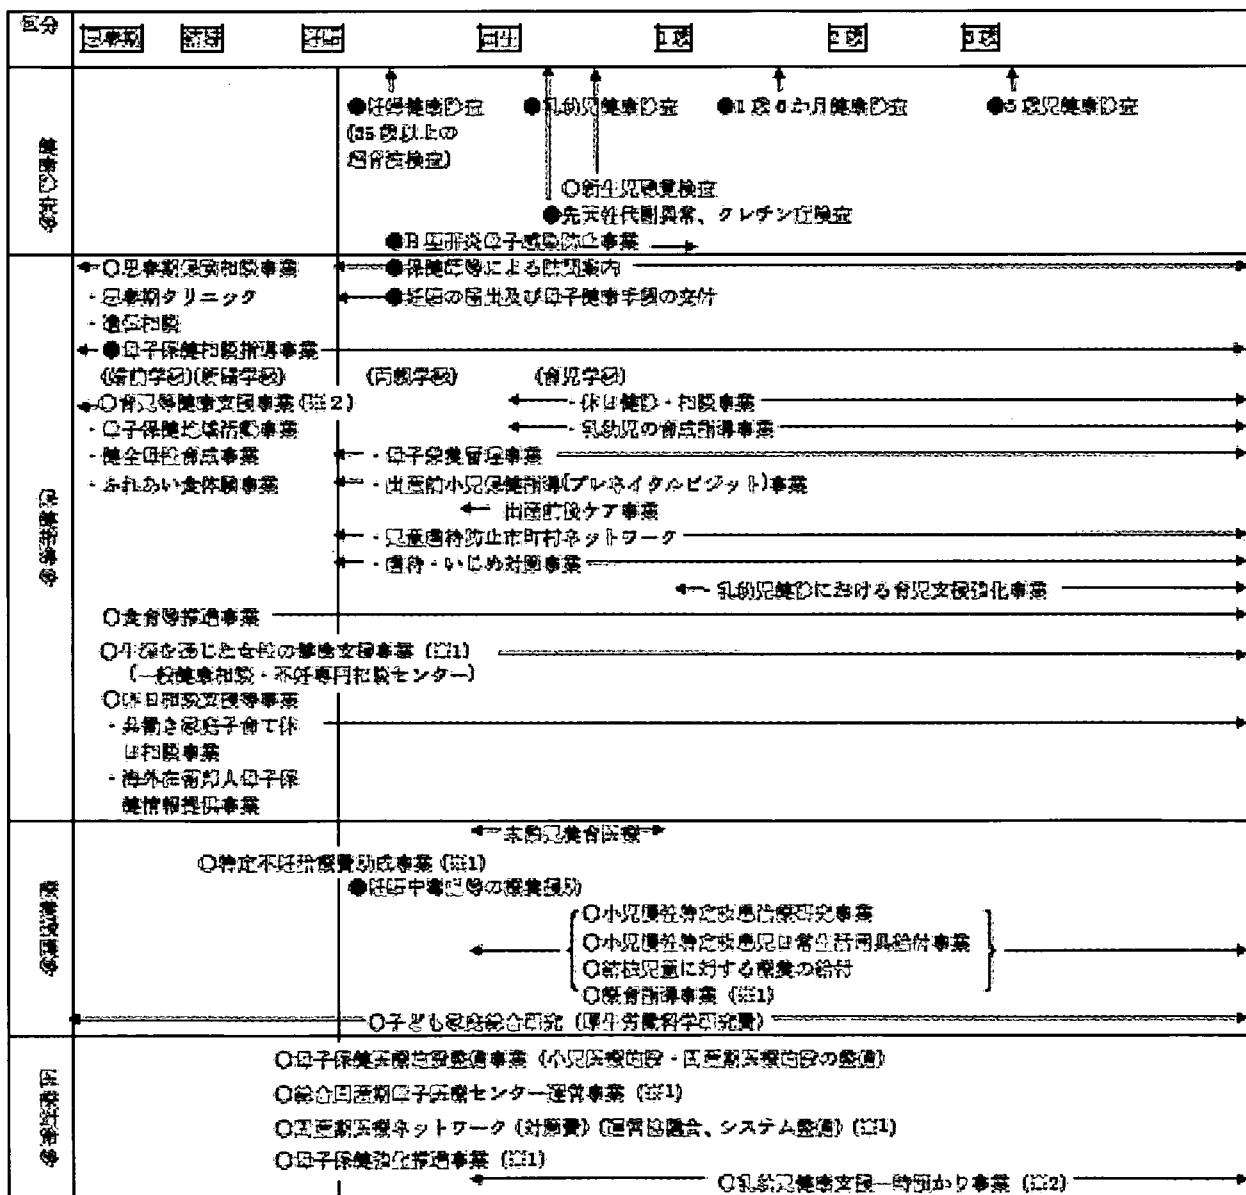 区分
思春期 結婚 妊娠 出生 1歳 2歳 3歳
健康診査等
●妊婦健康診査
(35歳以上の
超音波検査)
●乳幼児健康診査
●1歳6か月健康診査
●3歳児健康診査
○新生児聴覚検査
●先天性代謝異常、クレチン症検査
●B型肝炎母子感染防止事業
保健指導等
○思春期保健相談事業
・思春期クリニック
・遺伝相談
●保健師等による訪問案内
●妊娠の届出及び母子健康手帳の交付
●母子保健相談指導事業
(婚前学級)(新婚学級) (両親学級) (育児学級)
○育児等健康支援事業(※2)
・母子保健地域活動事業
・健全母性育成事業
・ふれあい食体験事業
・休日健診・相談事業
・乳幼児の育成指導事業
・母子栄養管理事業
・出産前小児保健指導(プレネイタルビジット)事業
・出産前後ケア事業
・児童虐待防止市町村ネットワーク
・虐待・いじめ対策事業
・乳幼児健診における育児支援強化事業
○食育等推進事業
○生涯を通じた女性の健康支援事業(※1)
(一般健康相談・不妊専門相談センター)
○休日相談支援等事業
・共働き家庭子育て休
日相談事業
・海外在留邦人母子保
健情報提供事業
療養援護等
・未熟児養育医療
○特定不妊治療費助成事業(※1)
●妊娠中毒症等の療養援助
○小児慢性特定疾患治療研究事業
○小児慢性特定疾患児日常生活用具給付事業
○結核児童に対する療養の給付
○療育指導事業(※1)
○子ども家庭総合研究(厚生労働科学研究費)
医療対策等
○母子保健医療施設整備事業(小児医療施設・周産期医療施設の整備)
○総合周産期母子医療センター運営事業(※1)
○周産期医療ネットワーク(対策費)(運営協議会、システム整備)(※1)
○母子保健強化推進事業(※1)
○乳幼児健康支援一時預かり事業(※2)